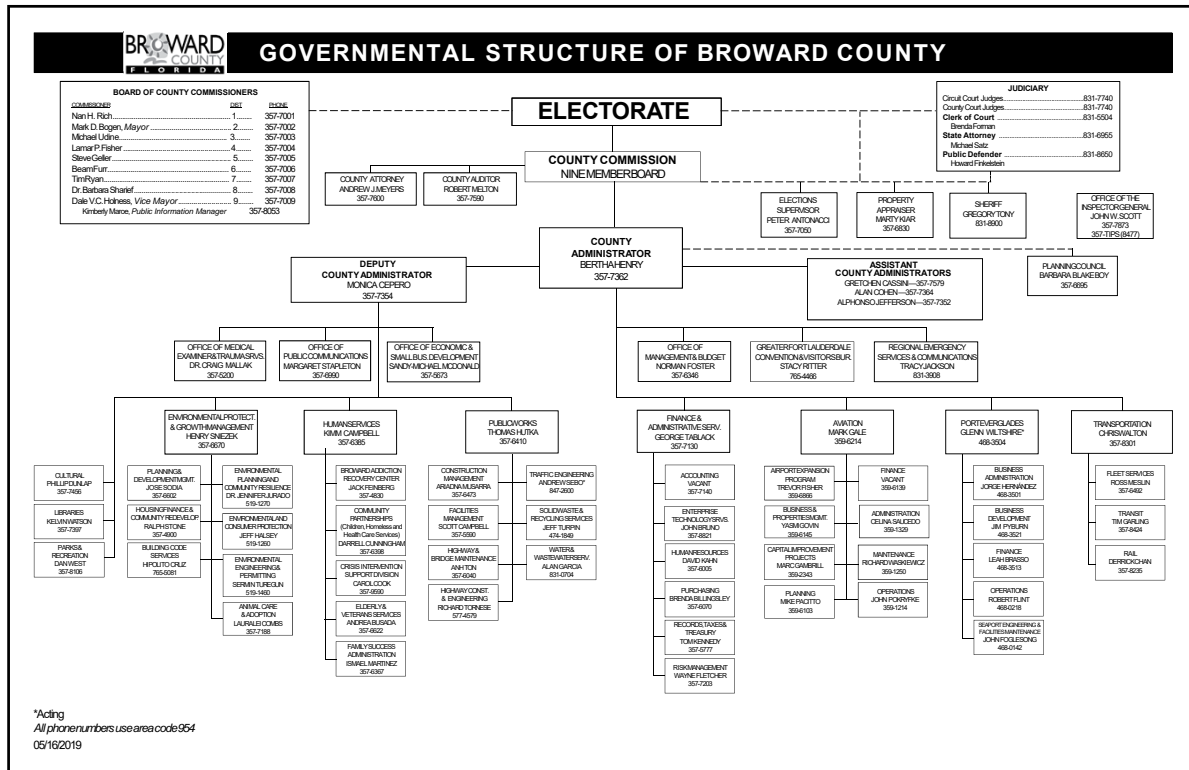 BROWARD
COUNTY
FLORIDA
GOVERNMENTAL STRUCTURE OF BROWARD COUNTY
BOARD OF COUNTY COMMISSIONERS
COMMISSIONER DIST PHONE
Nan H. Rich 1 357-7001
Mark D. Bogen, Mayor 2 357-7002
Michael Udine 3 357-7003
Lamar P. Fisher 4 357-7004
Steve Geller 5 357-7005
Beam Furr 6 357-7006
Tim Ryan 7 357-7007
Dr. Barbara Sharief 8 357-7008
Dale V.C. Holness, Vice Mayor 9 357-7009
Kimberly Maroe, Public Information Manager 357-8053
ELECTORATE
JUDICIARY
Circuit Court Judges 831-7740
County Court Judges 831-7740
Clerk of Court 831-5504
Brenda Forman
State Attorney 831-6955
Michael Satz
Public Defender 831-8650
Howard Finkelstein
COUNTY COMMISSION
NINE MEMBER BOARD
COUNTY ATTORNEY
ANDREW J. MEYERS
357-7600
COUNTY AUDITOR
ROBERT MELTON
357-7590
ELECTIONS
SUPERVISOR
PETER ANTONACCI
357-7050
PROPERTY
APPRAISER
MARTY KIAR
357-6830
SHERIFF
GREGORY TONY
831-8900
OFFICE OF THE
INSPECTOR GENERAL
JOHN W. SCOTT
357-7873
357-TIPS (8477)
COUNTY
ADMINISTRATOR
BERTHA HENRY
357-7362
DEPUTY
COUNTY ADMINISTRATOR
MONICA CEPERO
357-7354
ASSISTANT
COUNTY ADMINISTRATORS
GRETCHEN CASSINI—357-7579
ALAN COHEN—357-7364
ALPHONSO JEFFERSON—357-7352
PLANNING COUNCIL
BARBARA BLAKE BOY
357-6695
OFFICE OF MEDICAL
EXAMINER & TRAUMA SRVS.
DR. CRAIG MALLAK
357-5200
OFFICE OF
PUBLIC COMMUNICATIONS
MARGARET STAPLETON
357-6990
OFFICE OF ECONOMIC &
SMALL BUS. DEVELOPMENT
SANDY-MICHAEL MCDONALD
357-5673
OFFICE OF
MANAGEMENT & BUDGET
NORMAN FOSTER
357-6346
GREATER FORT LAUDERDALE
CONVENTION & VISITORS BUR.
STACY RITTER
765-4466
REGIONAL EMERGENCY
SERVICES & COMMUNICATIONS
TRACY JACKSON
831-3908
ENVIRONMENTAL PROTECT.
& GROWTH MANAGEMENT
HENRY SNIEZEK
357-6670
HUMAN SERVICES
KIMM CAMPBELL
357-6385
PUBLIC WORKS
THOMAS HUTKA
357-6410
FINANCE &
ADMINISTRATIVE SERV.
GEORGE TABLACK
357-7130
AVIATION
MARK GALE
359-6214
PORT EVERGLADES
GLENN WILTSHIRE*
468-3504
TRANSPORTATION
CHRIS WALTON
357-8301
CULTURAL
PHILLIP DUNLAP
357-7456
LIBRARIES
KELVIN WATSON
357-7397
PARKS &
RECREATION
DAN WEST
357-8106
PLANNING &
DEVELOPMENT MGMT.
JOSE SODIA
357-6602
HOUSING FINANCE &
COMMUNITY REDEVELOP.
RALPH STONE
357-4900
BUILDING CODE
SERVICES
HIPOLITO CRUZ
765-5081
ENVIRONMENTAL
PLANNING AND
COMMUNITY RESILIENCE
DR. JENNIFER JURADO
519-1270
ENVIRONMENTAL AND
CONSUMER PROTECTION
JEFF HALSEY
519-1260
ENVIRONMENTAL
ENGINEERING &
PERMITTING
SERMIN TUREGUN
519-1460
ANIMAL CARE
& ADOPTION
LAURALEI COMBS
357-7188
BROWARD ADDICTION
RECOVERY CENTER
JACK FEINBERG
357-4830
COMMUNITY
PARTNERSHIPS
(Children, Homeless and
Health Care Services)
DARRELL CUNNINGHAM
357-6398
CRISIS INTERVENTION
SUPPORT DIVISION
CAROL COOK
357-9590
ELDERLY &
VETERANS SERVICES
ANDREA BUSADA
357-6622
FAMILY SUCCESS
ADMINISTRATION
ISMAEL MARTINEZ
357-6367
CONSTRUCTION
MANAGEMENT
ARIADNA MUSARRA
357-6473
FACILITIES
MANAGEMENT
SCOTT CAMPBELL
357-5590
HIGHWAY &
BRIDGE MAINTENANCE
ANH TON
357-6040
HIGHWAY CONST.
& ENGINEERING
RICHARD TORNESE
577-4579
TRAFFIC ENGINEERING
ANDREW SEBO*
847-2600
SOLID WASTE &
RECYCLING SERVICES
JEFF TURPIN
474-1849
WATER &
WASTEWATER SERV.
ALAN GARCIA
831-0704
ACCOUNTING
VACANT
357-7140
ENTERPRISE
TECHNOLOGY SRVS.
JOHN BRUNO
357-8821
HUMAN RESOURCES
DAVID KAHN
357-6005
PURCHASING
BRENDA BILLINGSLEY
357-6070
RECORDS, TAXES &
TREASURY
TOM KENNEDY
357-5777
RISK MANAGEMENT
WAYNE FLETCHER
357-7203
AIRPORT EXPANSION
PROGRAM
TREVOR FISHER
359-6866
BUSINESS &
PROPERTIES MGMT.
YASMI GOVIN
359-6145
CAPITAL IMPROVEMENT
PROJECTS
MARC GAMBRILL
359-2343
PLANNING
MIKE PACITTO
359-6103
FINANCE
VACANT
359-6139
ADMINISTRATION
CELINA SAUCEDO
359-1329
MAINTENANCE
RICHARD WASKIEWICZ
359-1250
OPERATIONS
JOHN POKRYFKE
359-1214
BUSINESS
ADMINISTRATION
JORGE HERNÁNDEZ
468-3501
BUSINESS
DEVELOPMENT
JIM PYBURN
468-3521
FINANCE
LEAH BRASSO
468-3513
OPERATIONS
ROBERT FLINT
468-0218
SEAPORT ENGINEERING &
FACILITIES MAINTENANCE
JOHN FOGLESONG
468-0142
FLEET SERVICES
ROSS MESLIN
357-6492
TRANSIT
TIM GARLING
357-8424
RAIL
DERRICK CHAN
357-8235
*Acting
All phone numbers use area code 954
05/16/2019